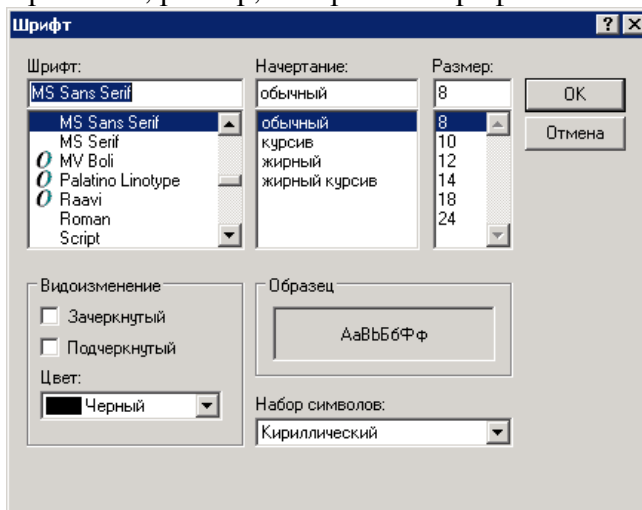 Шрифт
Шрифт:
MS Sans Serif
MS Sans Serif
MS Serif
MV Boli
Palatino Linotype
Raavi
Roman
Script
Начертание:
обычный
обычный
курсив
жирный
жирный курсив
Размер:
8
8
10
12
14
18
24
OK
Отмена
Видоизменение
Зачеркнутый
Подчеркнутый
Цвет:
Черный
Образец
АаBbБбФф
Набор символов:
Кириллический